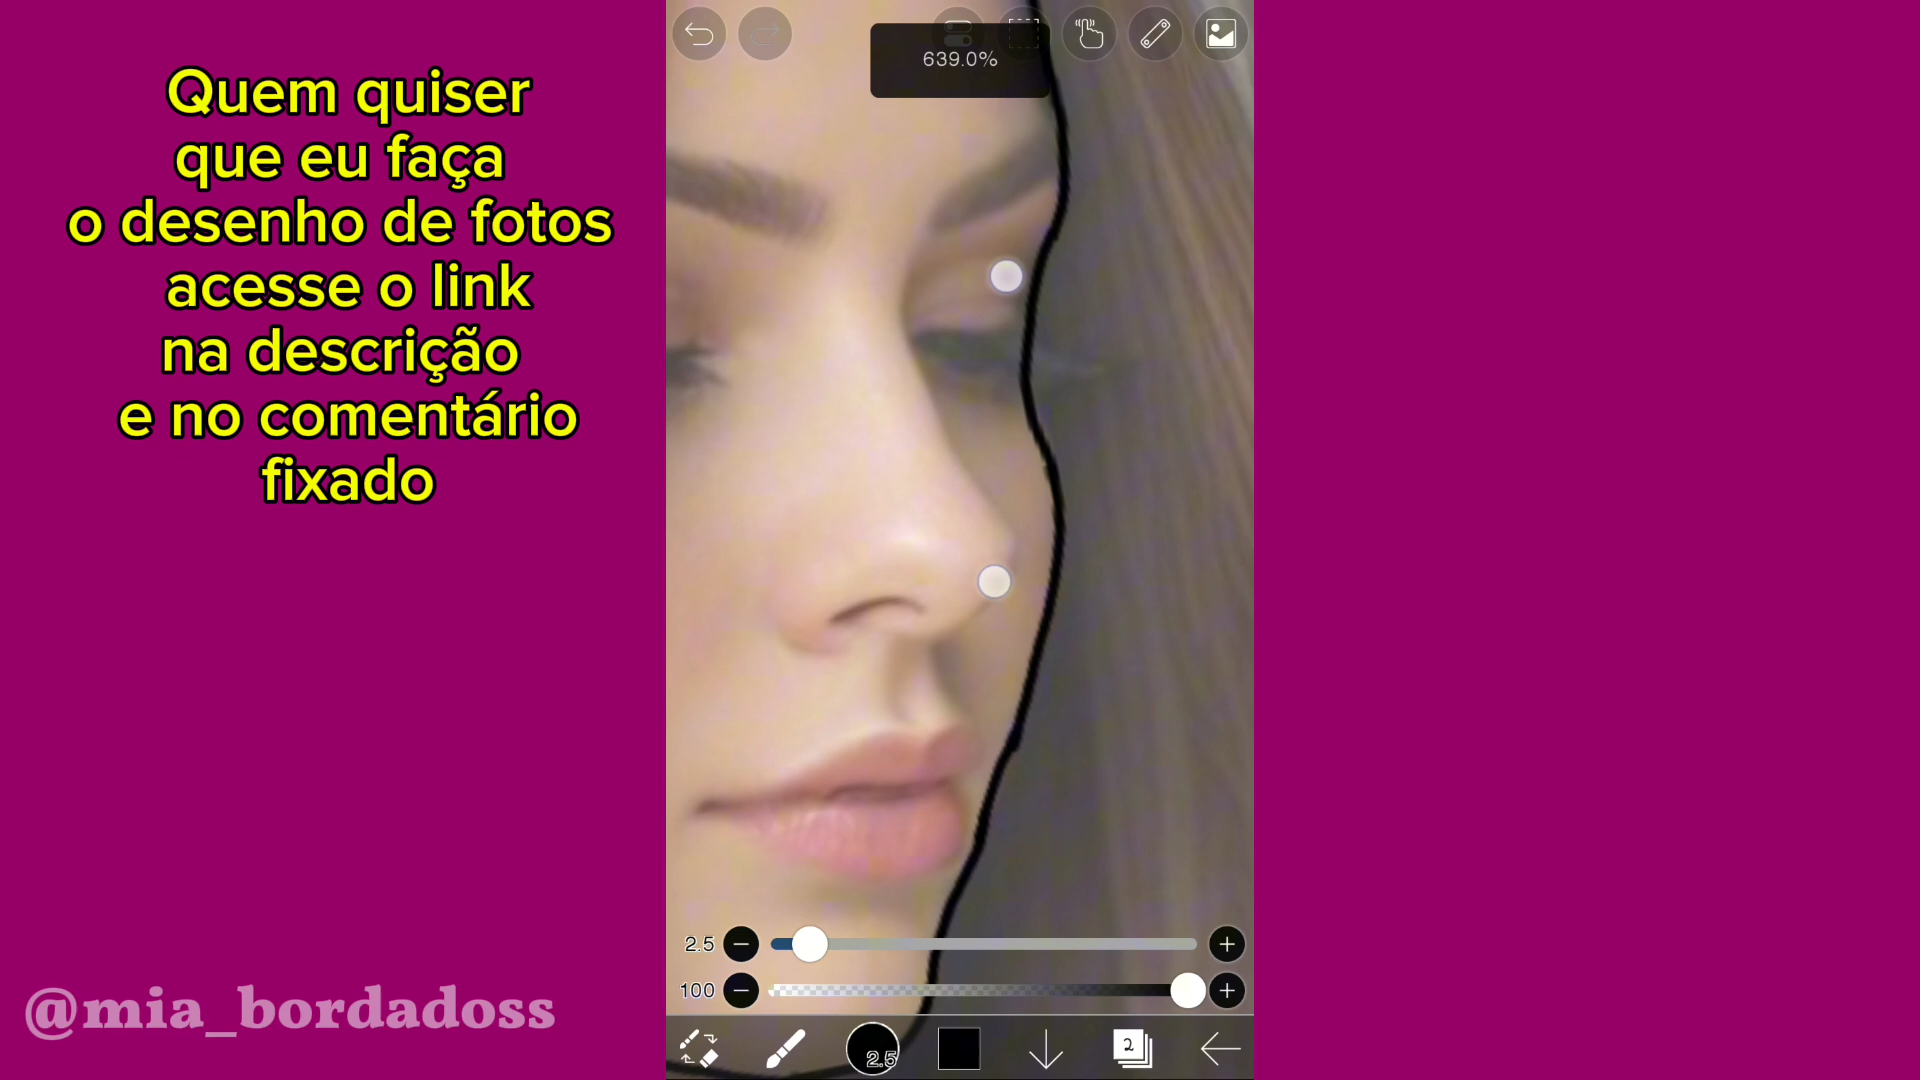 Quem quiser
que eu faça
o desenho de fotos
acesse o link
na descrição
e no comentário
fixado
@mia_bordadoss
639.0%
2.5
100
2.5
2